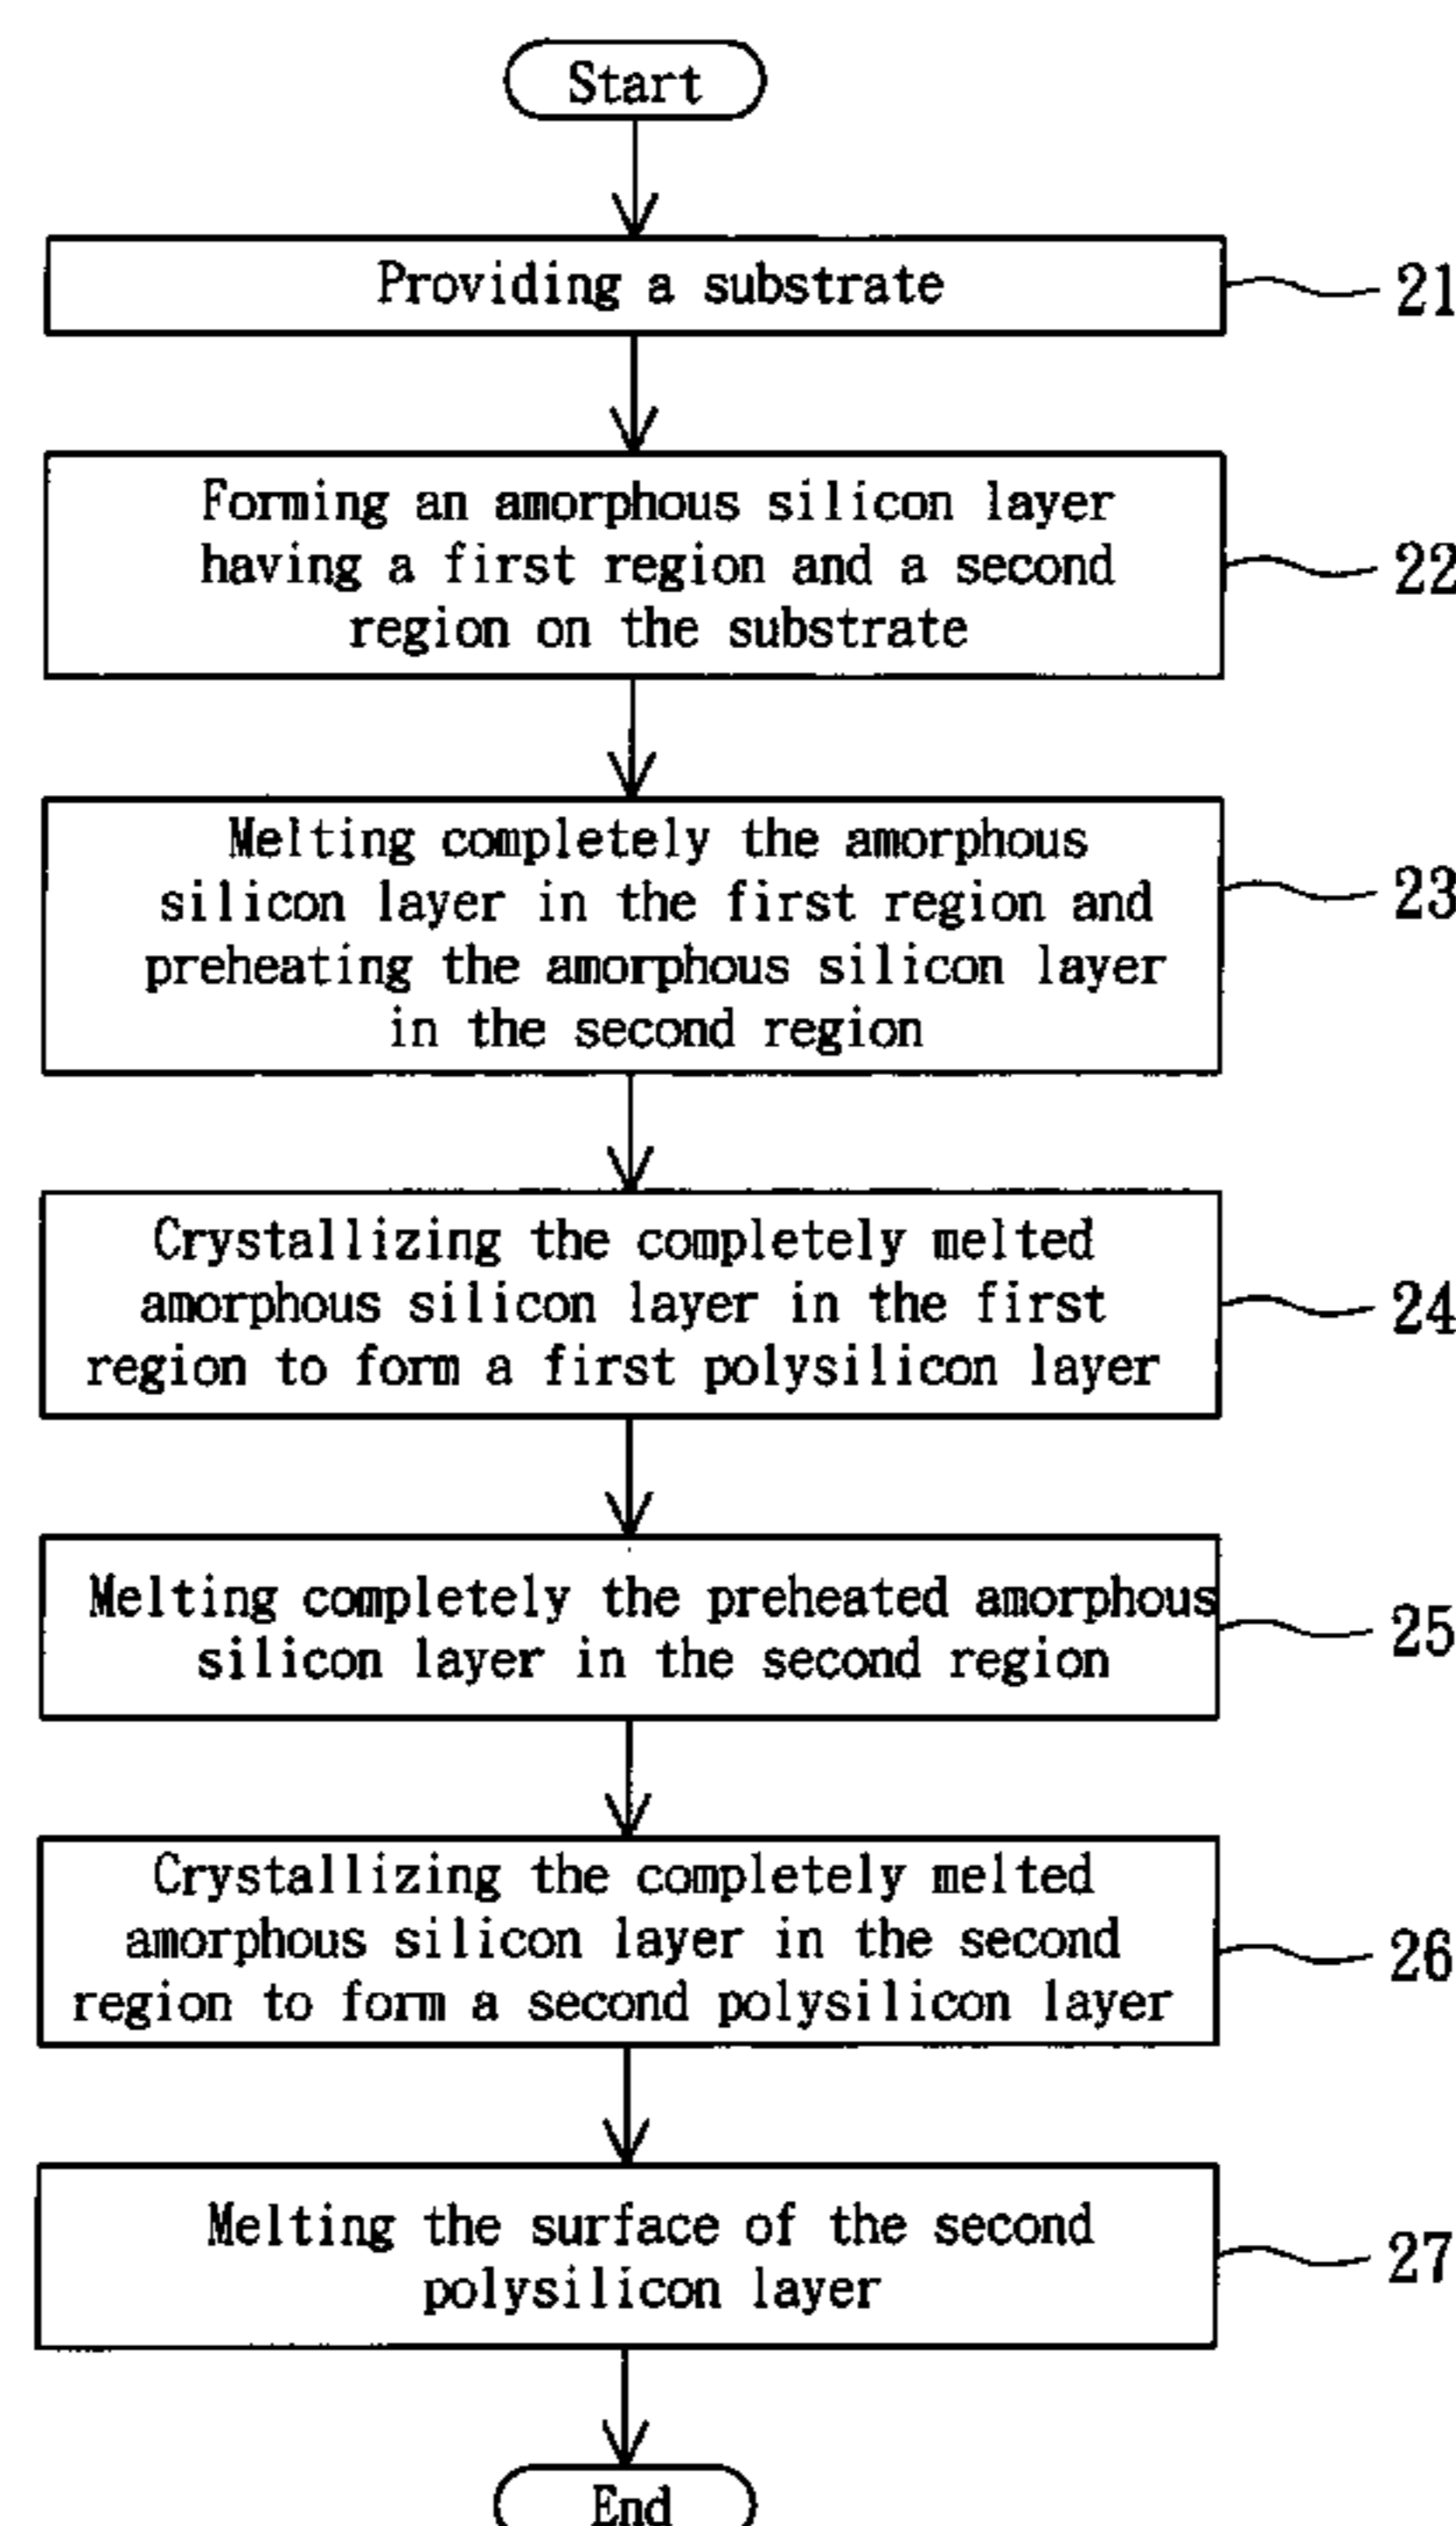 Start
Providing a substrate
21
Forming an amorphous silicon layer
having a first region and a second
region on the substrate
22
Melting completely the amorphous
silicon layer in the first region and
preheating the amorphous silicon layer
in the second region
23
Crystallizing the completely melted
amorphous silicon layer in the first
region to form a first polysilicon layer
24
Melting completely the preheated amorphous
silicon layer in the second region
25
Crystallizing the completely melted
amorphous silicon layer in the second
region to form a second polysilicon layer
26
Melting the surface of the second
polysilicon layer
27
End